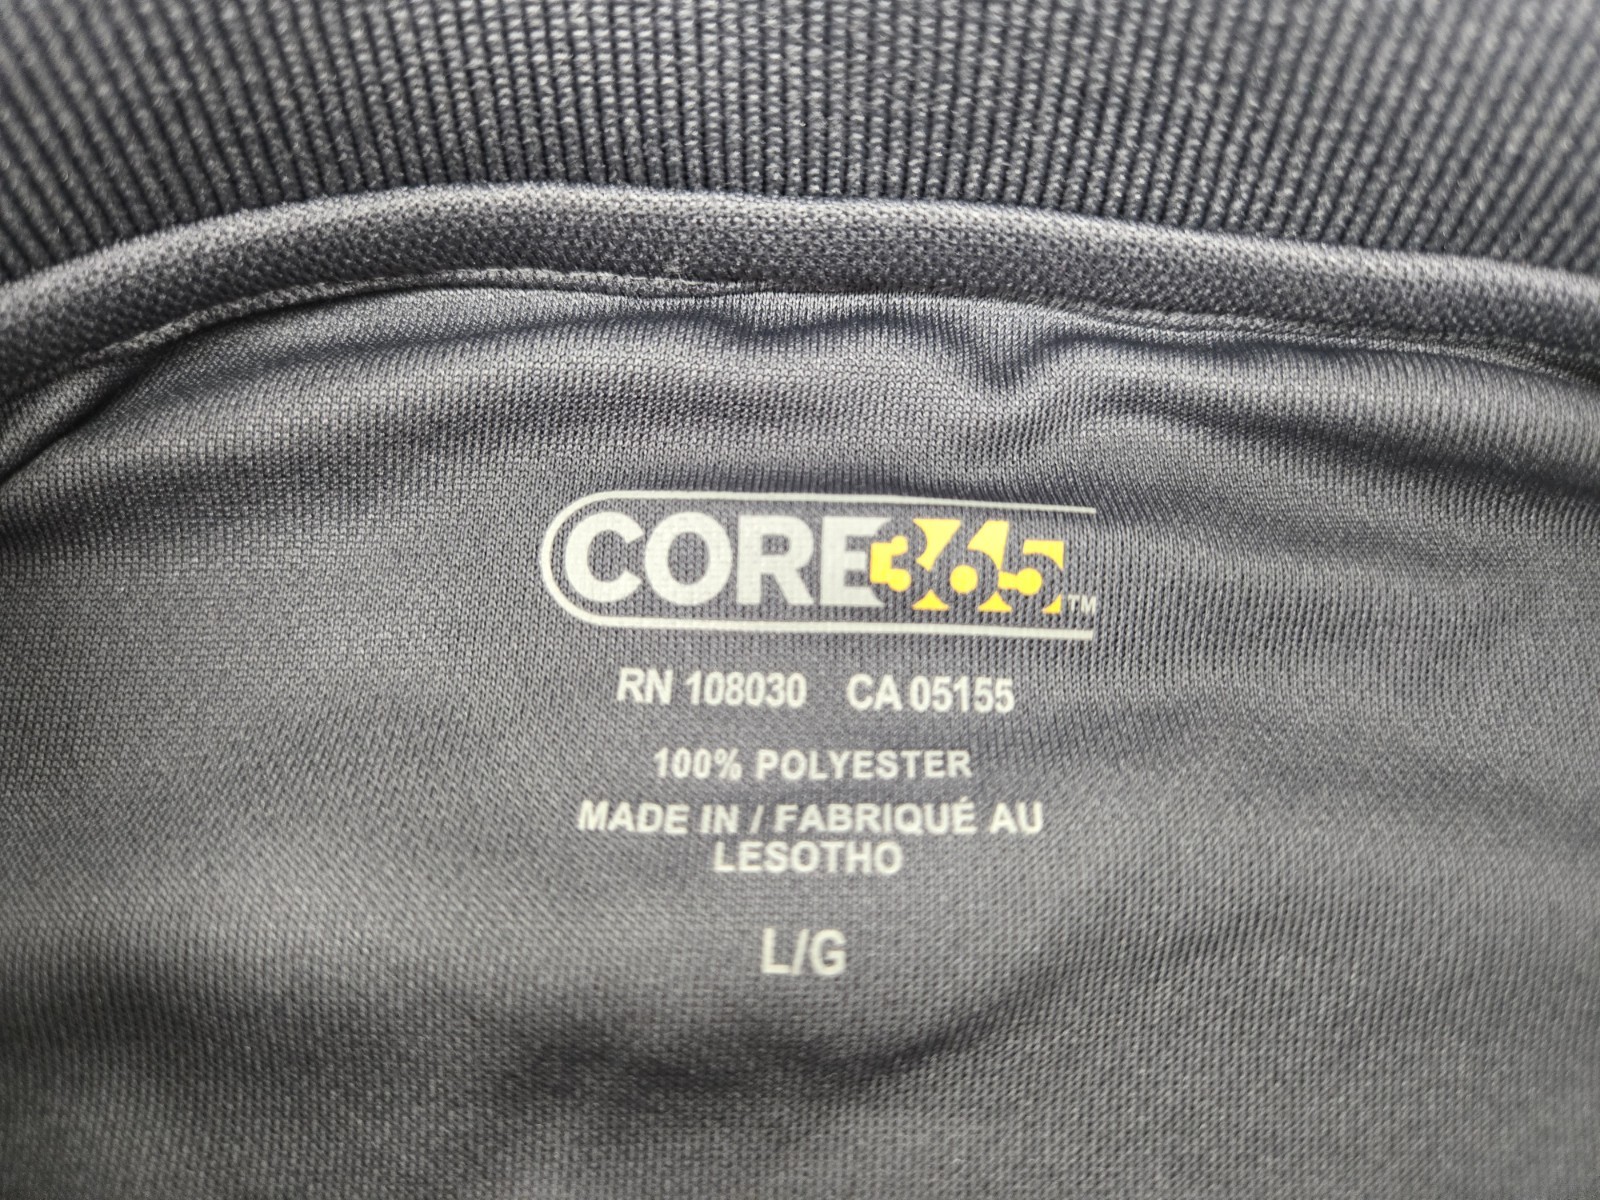 CORE365™
RN 108030 CA 05155
100% POLYESTER
MADE IN / FABRIQUÉ AU
LESOTHO
L/G